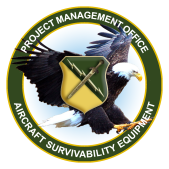 PROJECT MANAGEMENT OFFICE
AIRCRAFT SURVIVABILITY EQUIPMENT